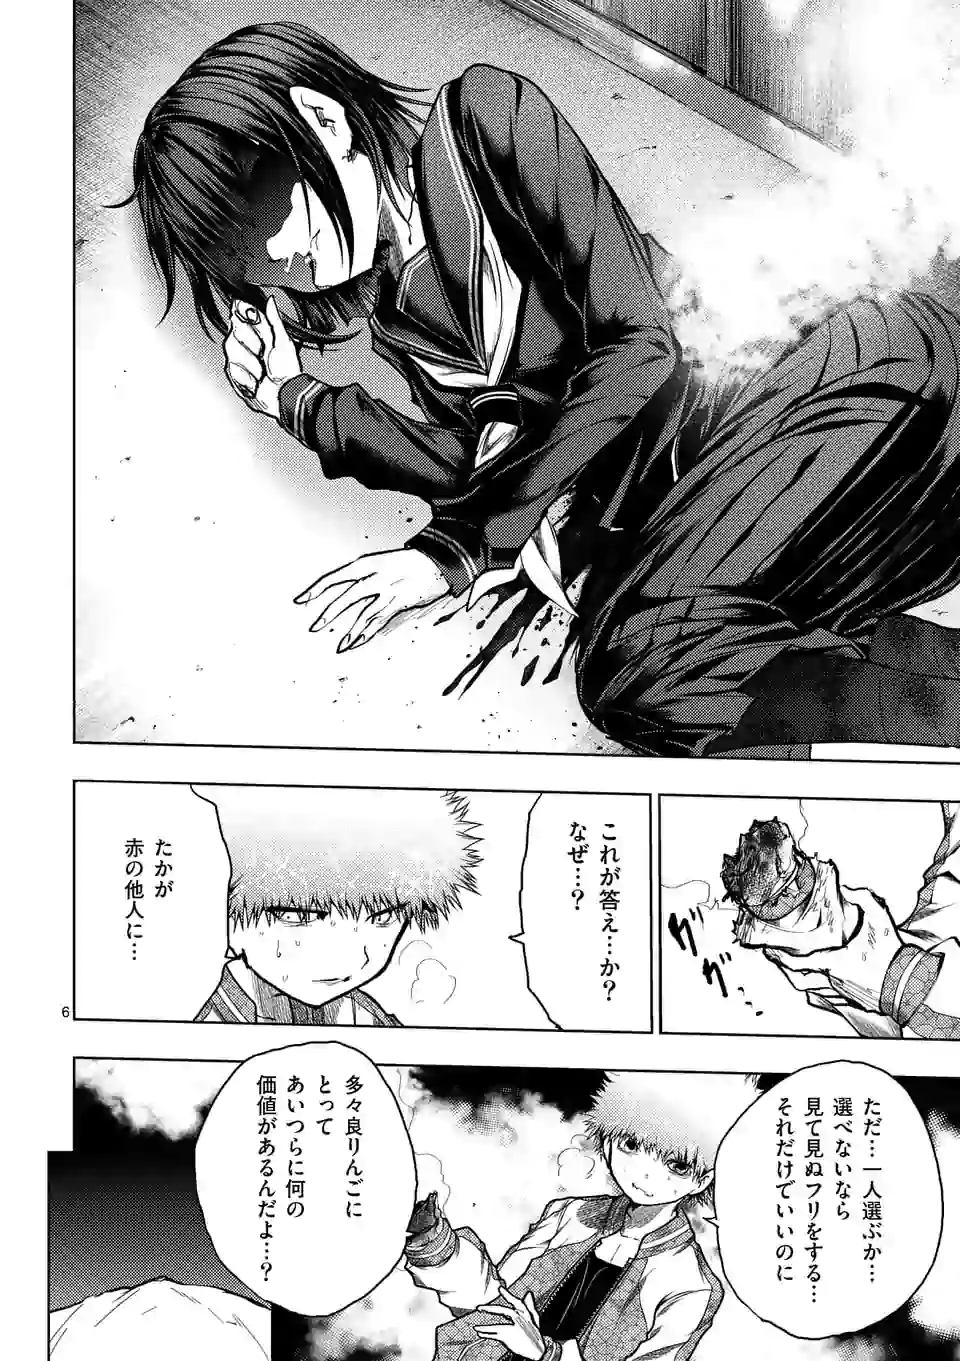 グ
グ
これが答え…か？
なぜ…？
たかが
赤の他人に…
ただ…一人選ぶか…
選べないなら
見て見ぬフリをする…
それだけでいいのに
多々良りんごに
とって
あいつらに何の
価値があるんだよ…？
6